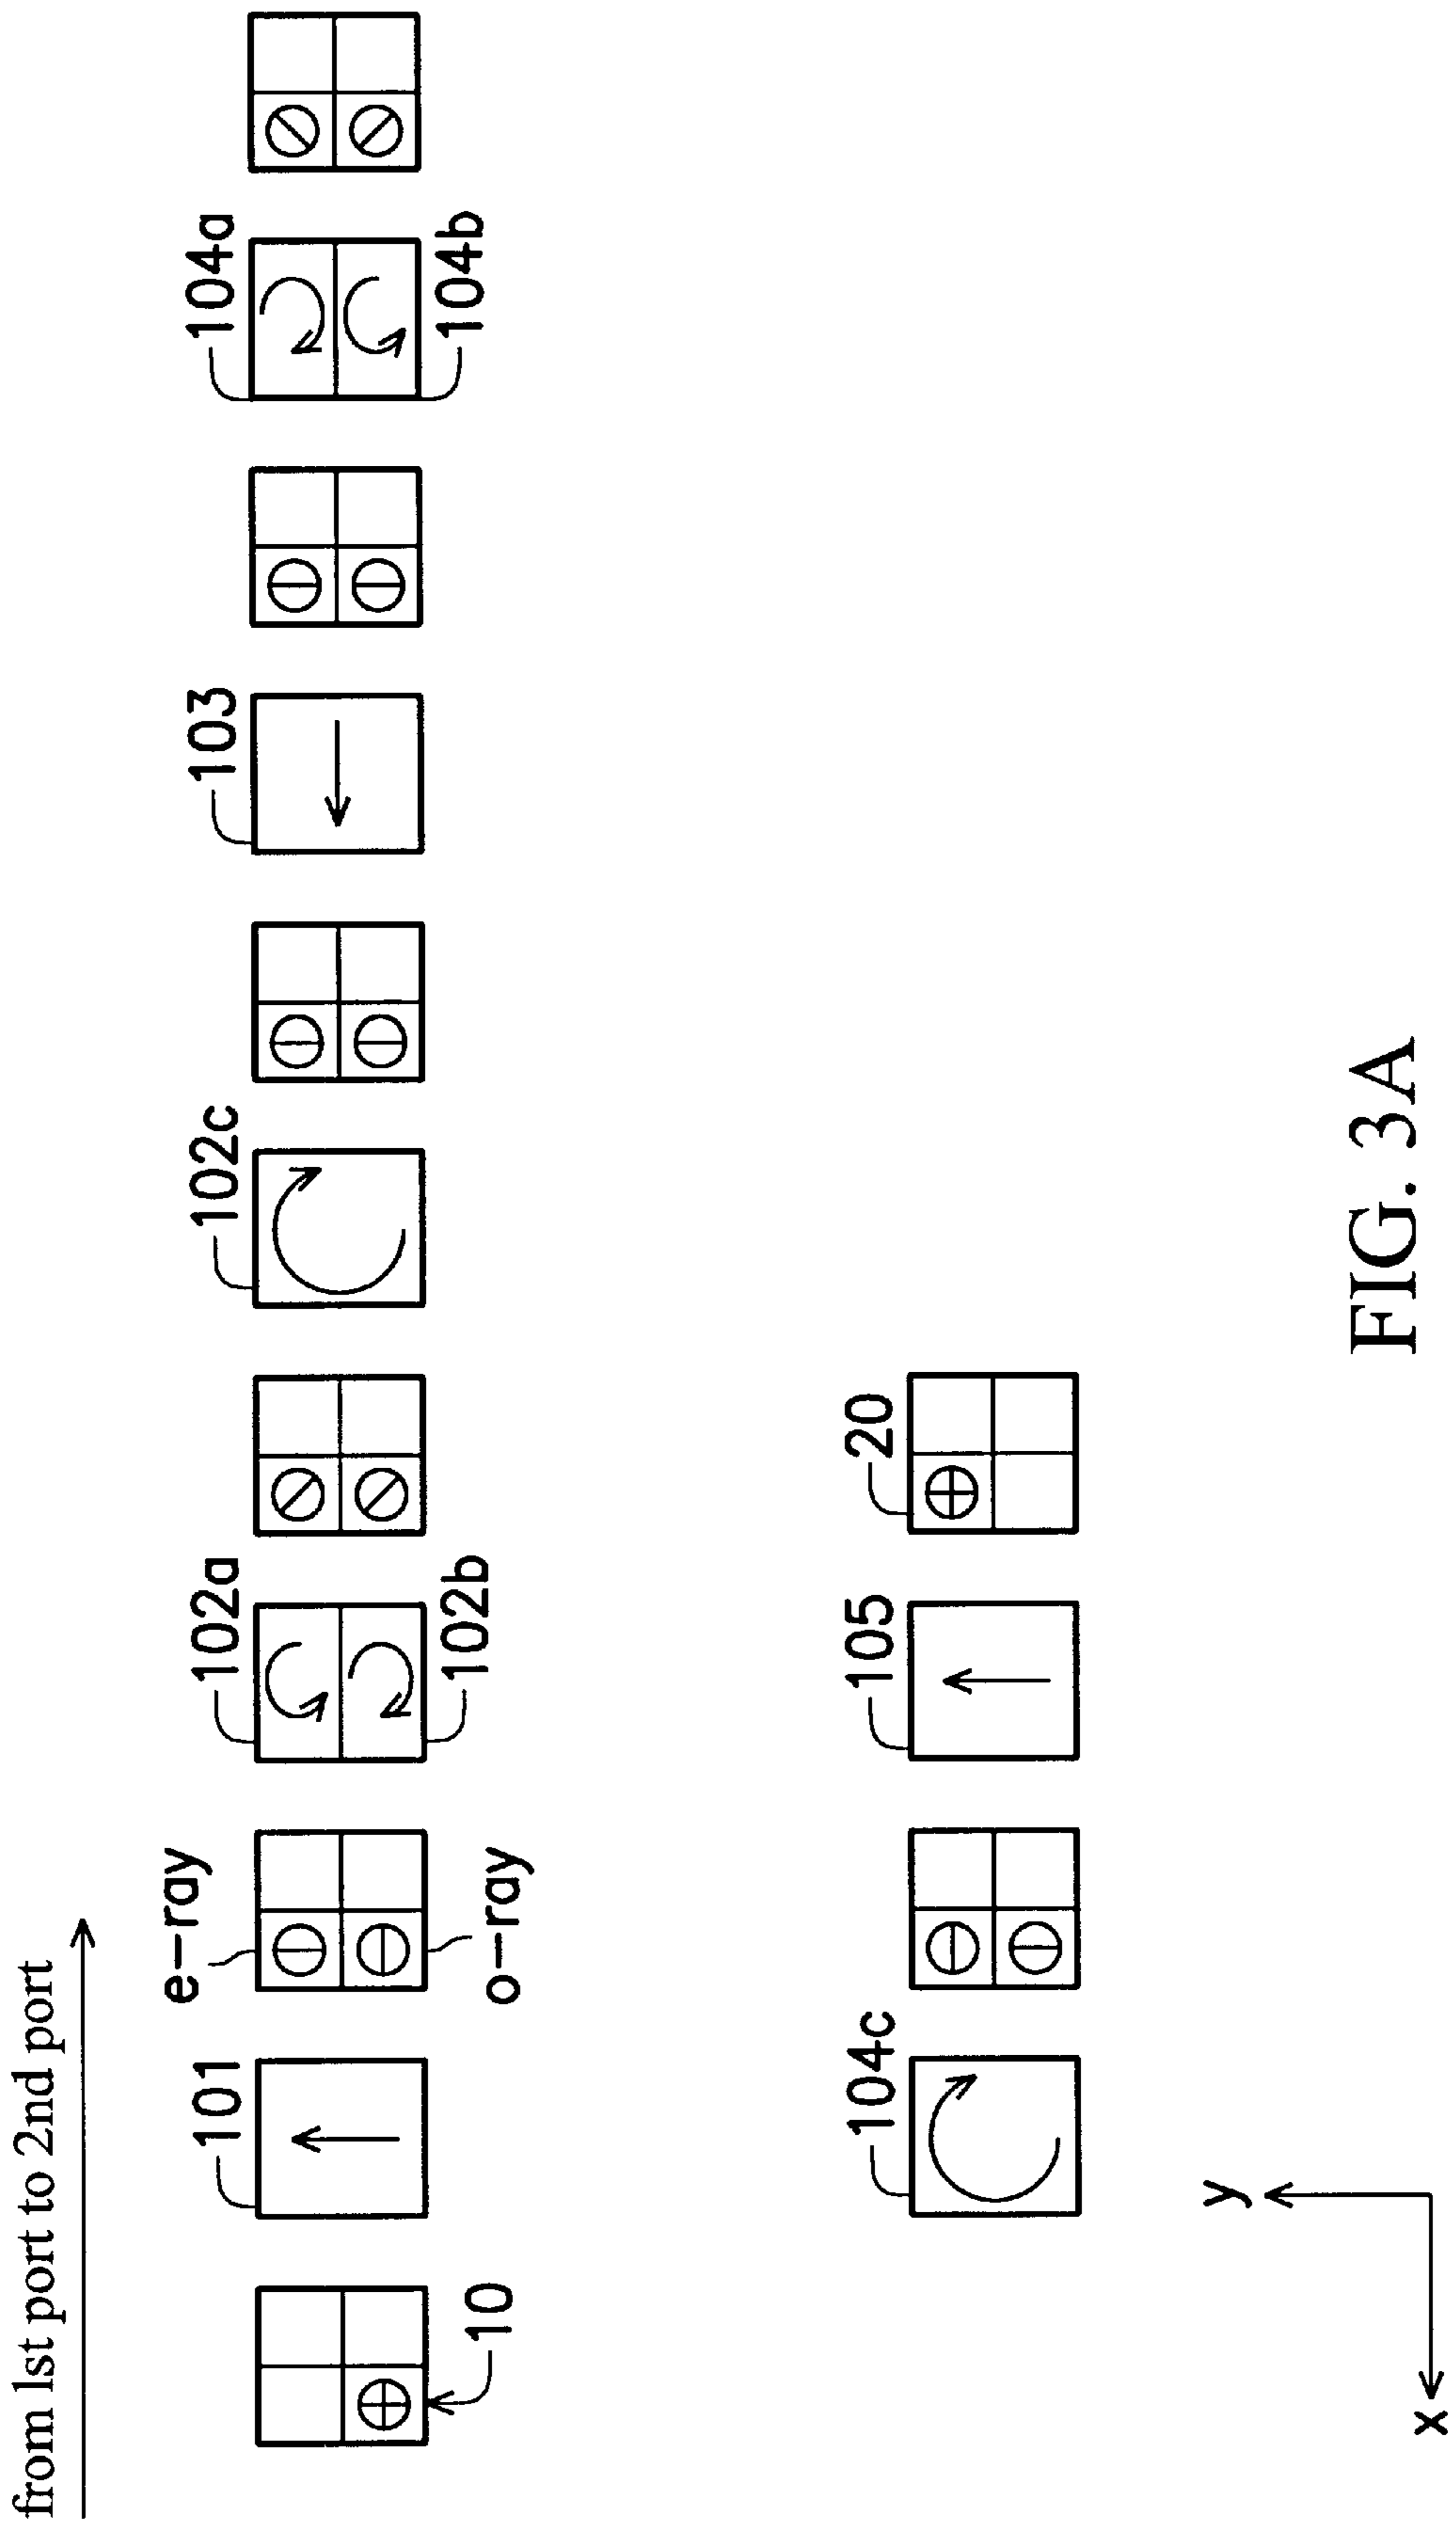 from 1st port to 2nd port
10
101
e-ray
o-ray
102a
102b
102c
103
104a
104b
104c
105
20
y
x
FIG. 3A